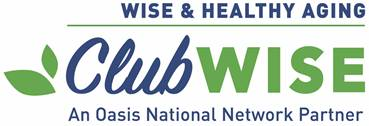 WISE & HEALTHY AGING
ClubWISE
An Oasis National Network Partner